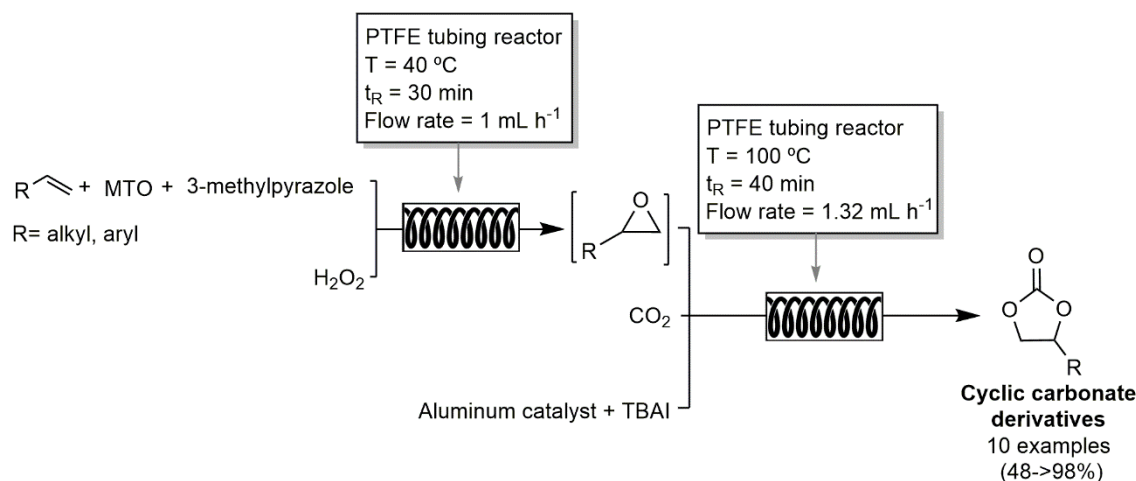 PTFE tubing reactor
T = 40 ºC
tR = 30 min
Flow rate = 1 mL h-1
PTFE tubing reactor
T = 100 ºC
tR = 40 min
Flow rate = 1.32 mL h-1
R + MTO + 3-methylpyrazole
R= alkyl, aryl
H2O2
O
R
CO2
Aluminum catalyst + TBAI
O
O O
R
Cyclic carbonate
derivatives
10 examples
(48->98%)